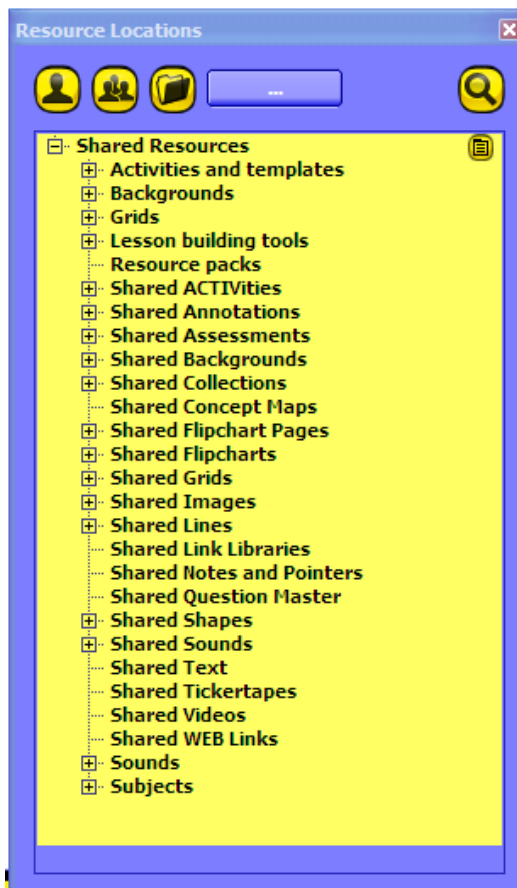 Resource Locations
...
Shared Resources
Activities and templates
Backgrounds
Grids
Lesson building tools
Resource packs
Shared ACTIVities
Shared Annotations
Shared Assessments
Shared Backgrounds
Shared Collections
Shared Concept Maps
Shared Flipchart Pages
Shared Flipcharts
Shared Grids
Shared Images
Shared Lines
Shared Link Libraries
Shared Notes and Pointers
Shared Question Master
Shared Shapes
Shared Sounds
Shared Text
Shared Tickertapes
Shared Videos
Shared WEB Links
Sounds
Subjects